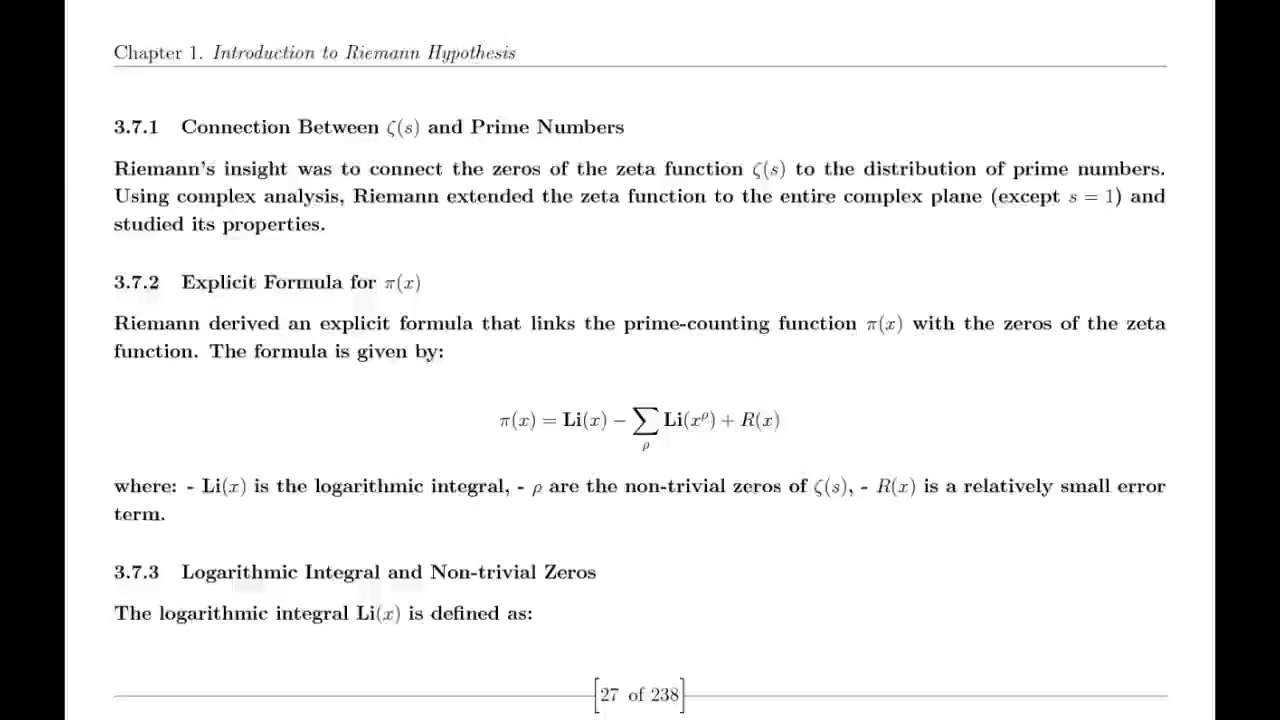 Chapter 1. Introduction to Riemann Hypothesis
3.7.1 Connection Between ζ(s) and Prime Numbers
Riemann's insight was to connect the zeros of the zeta function ζ(s) to the distribution of prime numbers.
Using complex analysis, Riemann extended the zeta function to the entire complex plane (except s = 1) and
studied its properties.
3.7.2 Explicit Formula for π(x)
Riemann derived an explicit formula that links the prime-counting function π(x) with the zeros of the zeta
function. The formula is given by:
π(x) = Li(x) − ∑ρ Li(x^ρ) + R(x)
where: - Li(x) is the logarithmic integral, - ρ are the non-trivial zeros of ζ(s), - R(x) is a relatively small error
term.
3.7.3 Logarithmic Integral and Non-trivial Zeros
The logarithmic integral Li(x) is defined as:
[27 of 238]